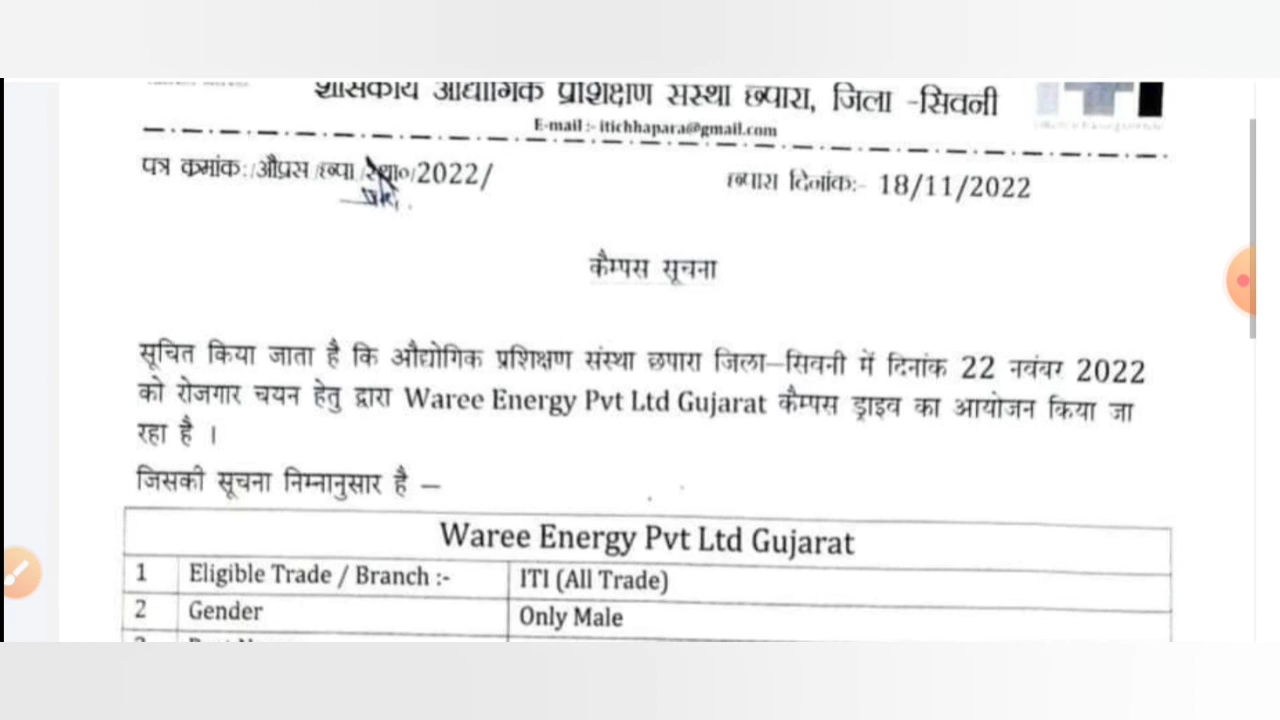 शासकीय औद्योगिक प्रशिक्षण संस्था छपारा, जिला -सिवनी
E-mail :- itichhapara@gmail.com
पत्र क्रमांक:/औप्रस/छपा/स्था०/2022/
छपारा दिनांक:- 18/11/2022
कैम्पस सूचना
सूचित किया जाता है कि औद्योगिक प्रशिक्षण संस्था छपारा जिला–सिवनी में दिनांक 22 नवंबर 2022
को रोजगार चयन हेतु द्वारा Waree Energy Pvt Ltd Gujarat कैम्पस ड्राइव का आयोजन किया जा
रहा है ।
जिसकी सूचना निम्नानुसार है –
Waree Energy Pvt Ltd Gujarat
1 Eligible Trade / Branch :- ITI (All Trade)
2 Gender Only Male